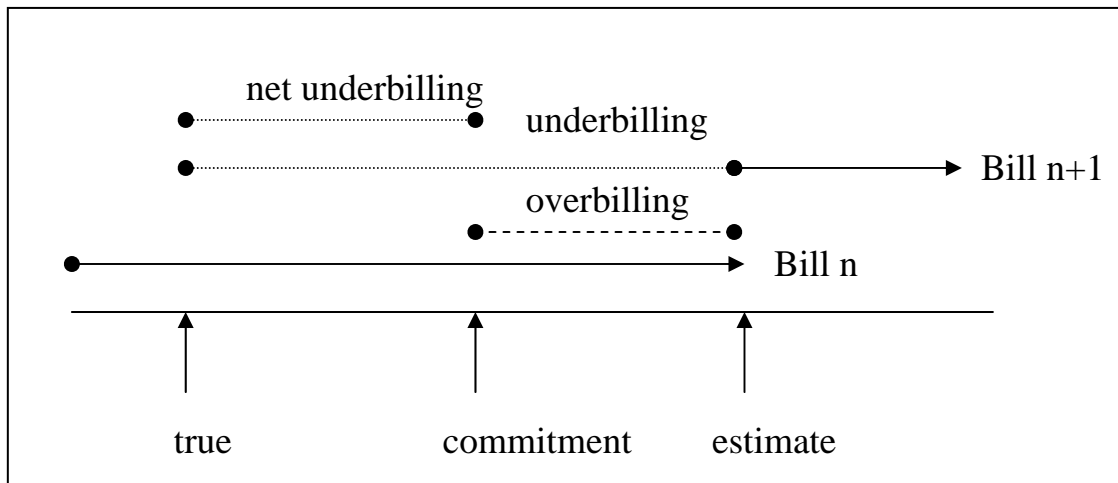 net underbilling
underbilling
Bill n+1
overbilling
Bill n
true
commitment
estimate